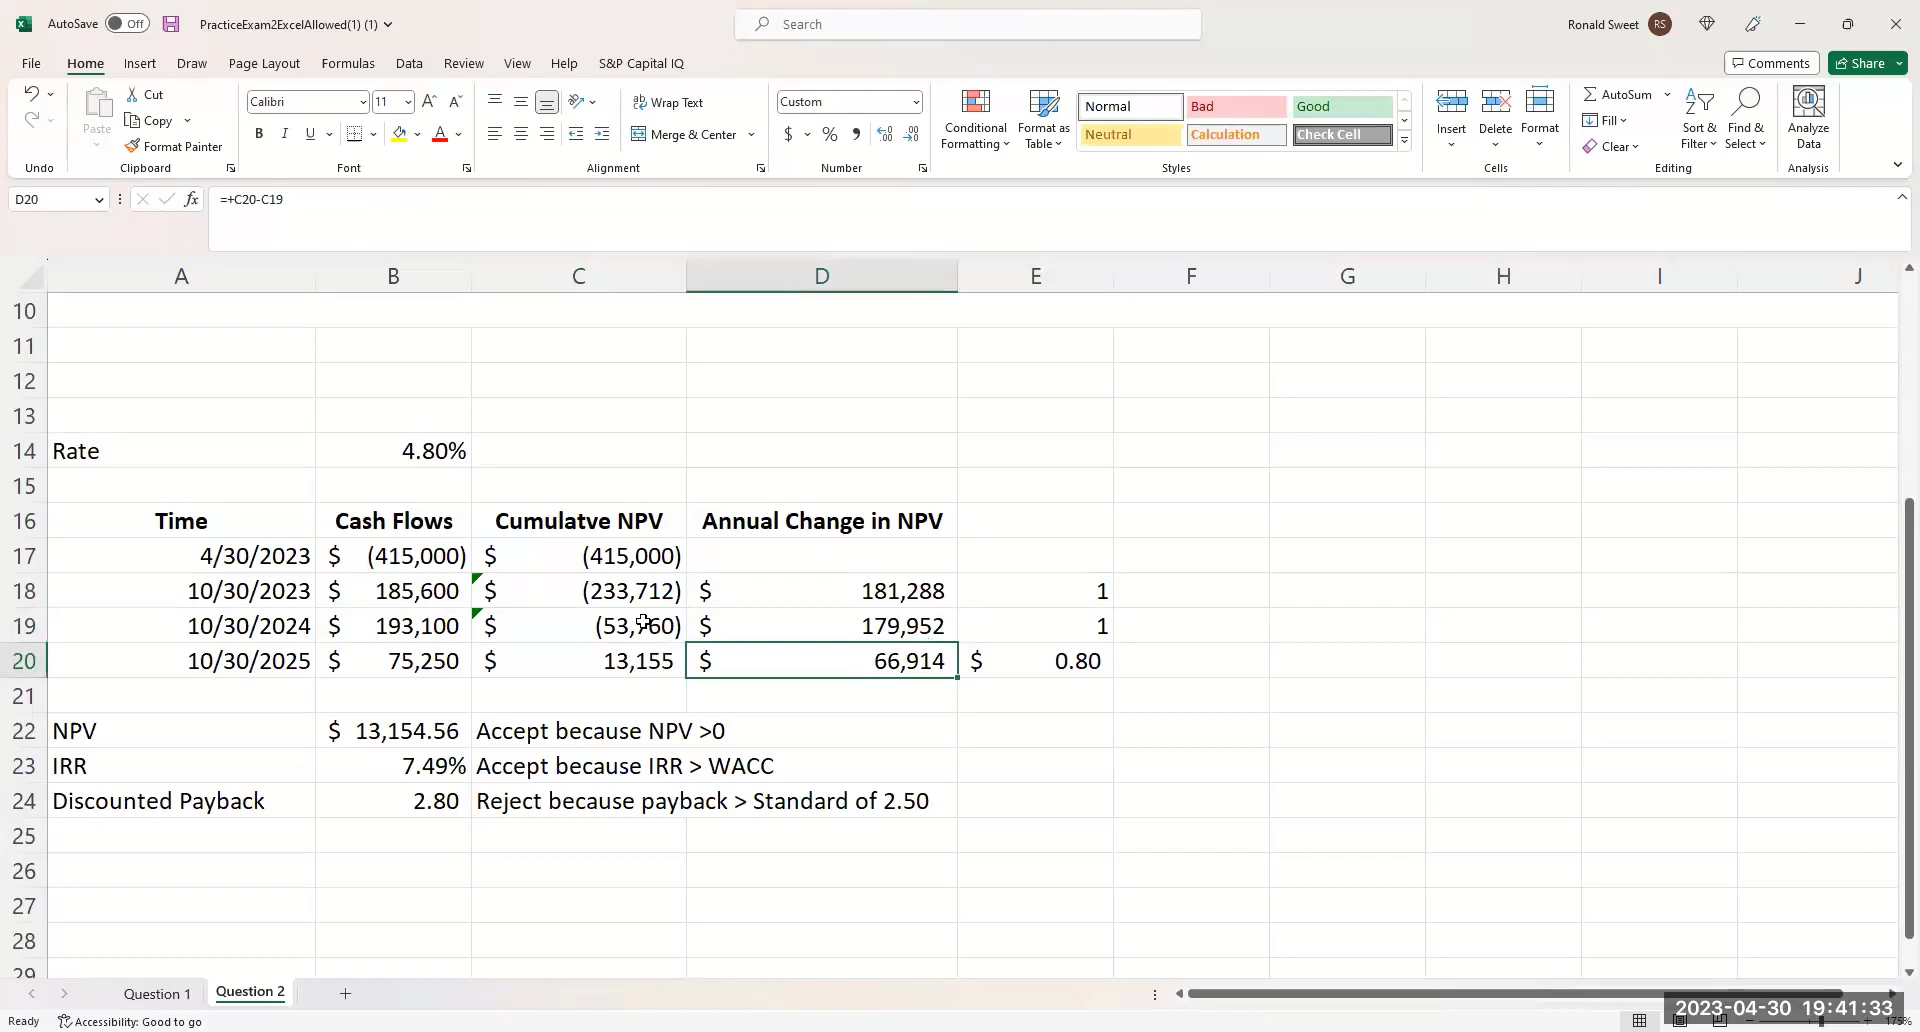 AutoSave Off PracticeExam2ExcelAllowed(1) (1) Search Ronald Sweet RS
File Home Insert Draw Page Layout Formulas Data Review View Help S&P Capital IQ Comments Share
Cut Calibri 11 Wrap Text Custom Normal Bad Good AutoSum
Paste Copy Merge & Center Conditional Formatting Format as Table Neutral Calculation Check Cell Insert Delete Format Fill Sort & Filter Find & Select Analyze Data
Format Painter Clear
Undo Clipboard Font Alignment Number Styles Cells Editing Analysis
D20 fx =+C20-C19
A B C D E F G H I J
10
11
12
13
14 Rate 4.80%
15
16 Time Cash Flows Cumulatve NPV Annual Change in NPV
17 4/30/2023 $ (415,000) $ (415,000)
18 10/30/2023 $ 185,600 $ (233,712) $ 181,288 1
19 10/30/2024 $ 193,100 $ (53,760) $ 179,952 1
20 10/30/2025 $ 75,250 $ 13,155 $ 66,914 $ 0.80
21
22 NPV $ 13,154.56 Accept because NPV >0
23 IRR 7.49% Accept because IRR > WACC
24 Discounted Payback 2.80 Reject because payback > Standard of 2.50
25
26
27
28
29
Question 1 Question 2
2023-04-30 19:41:33
Ready Accessibility: Good to go 175%